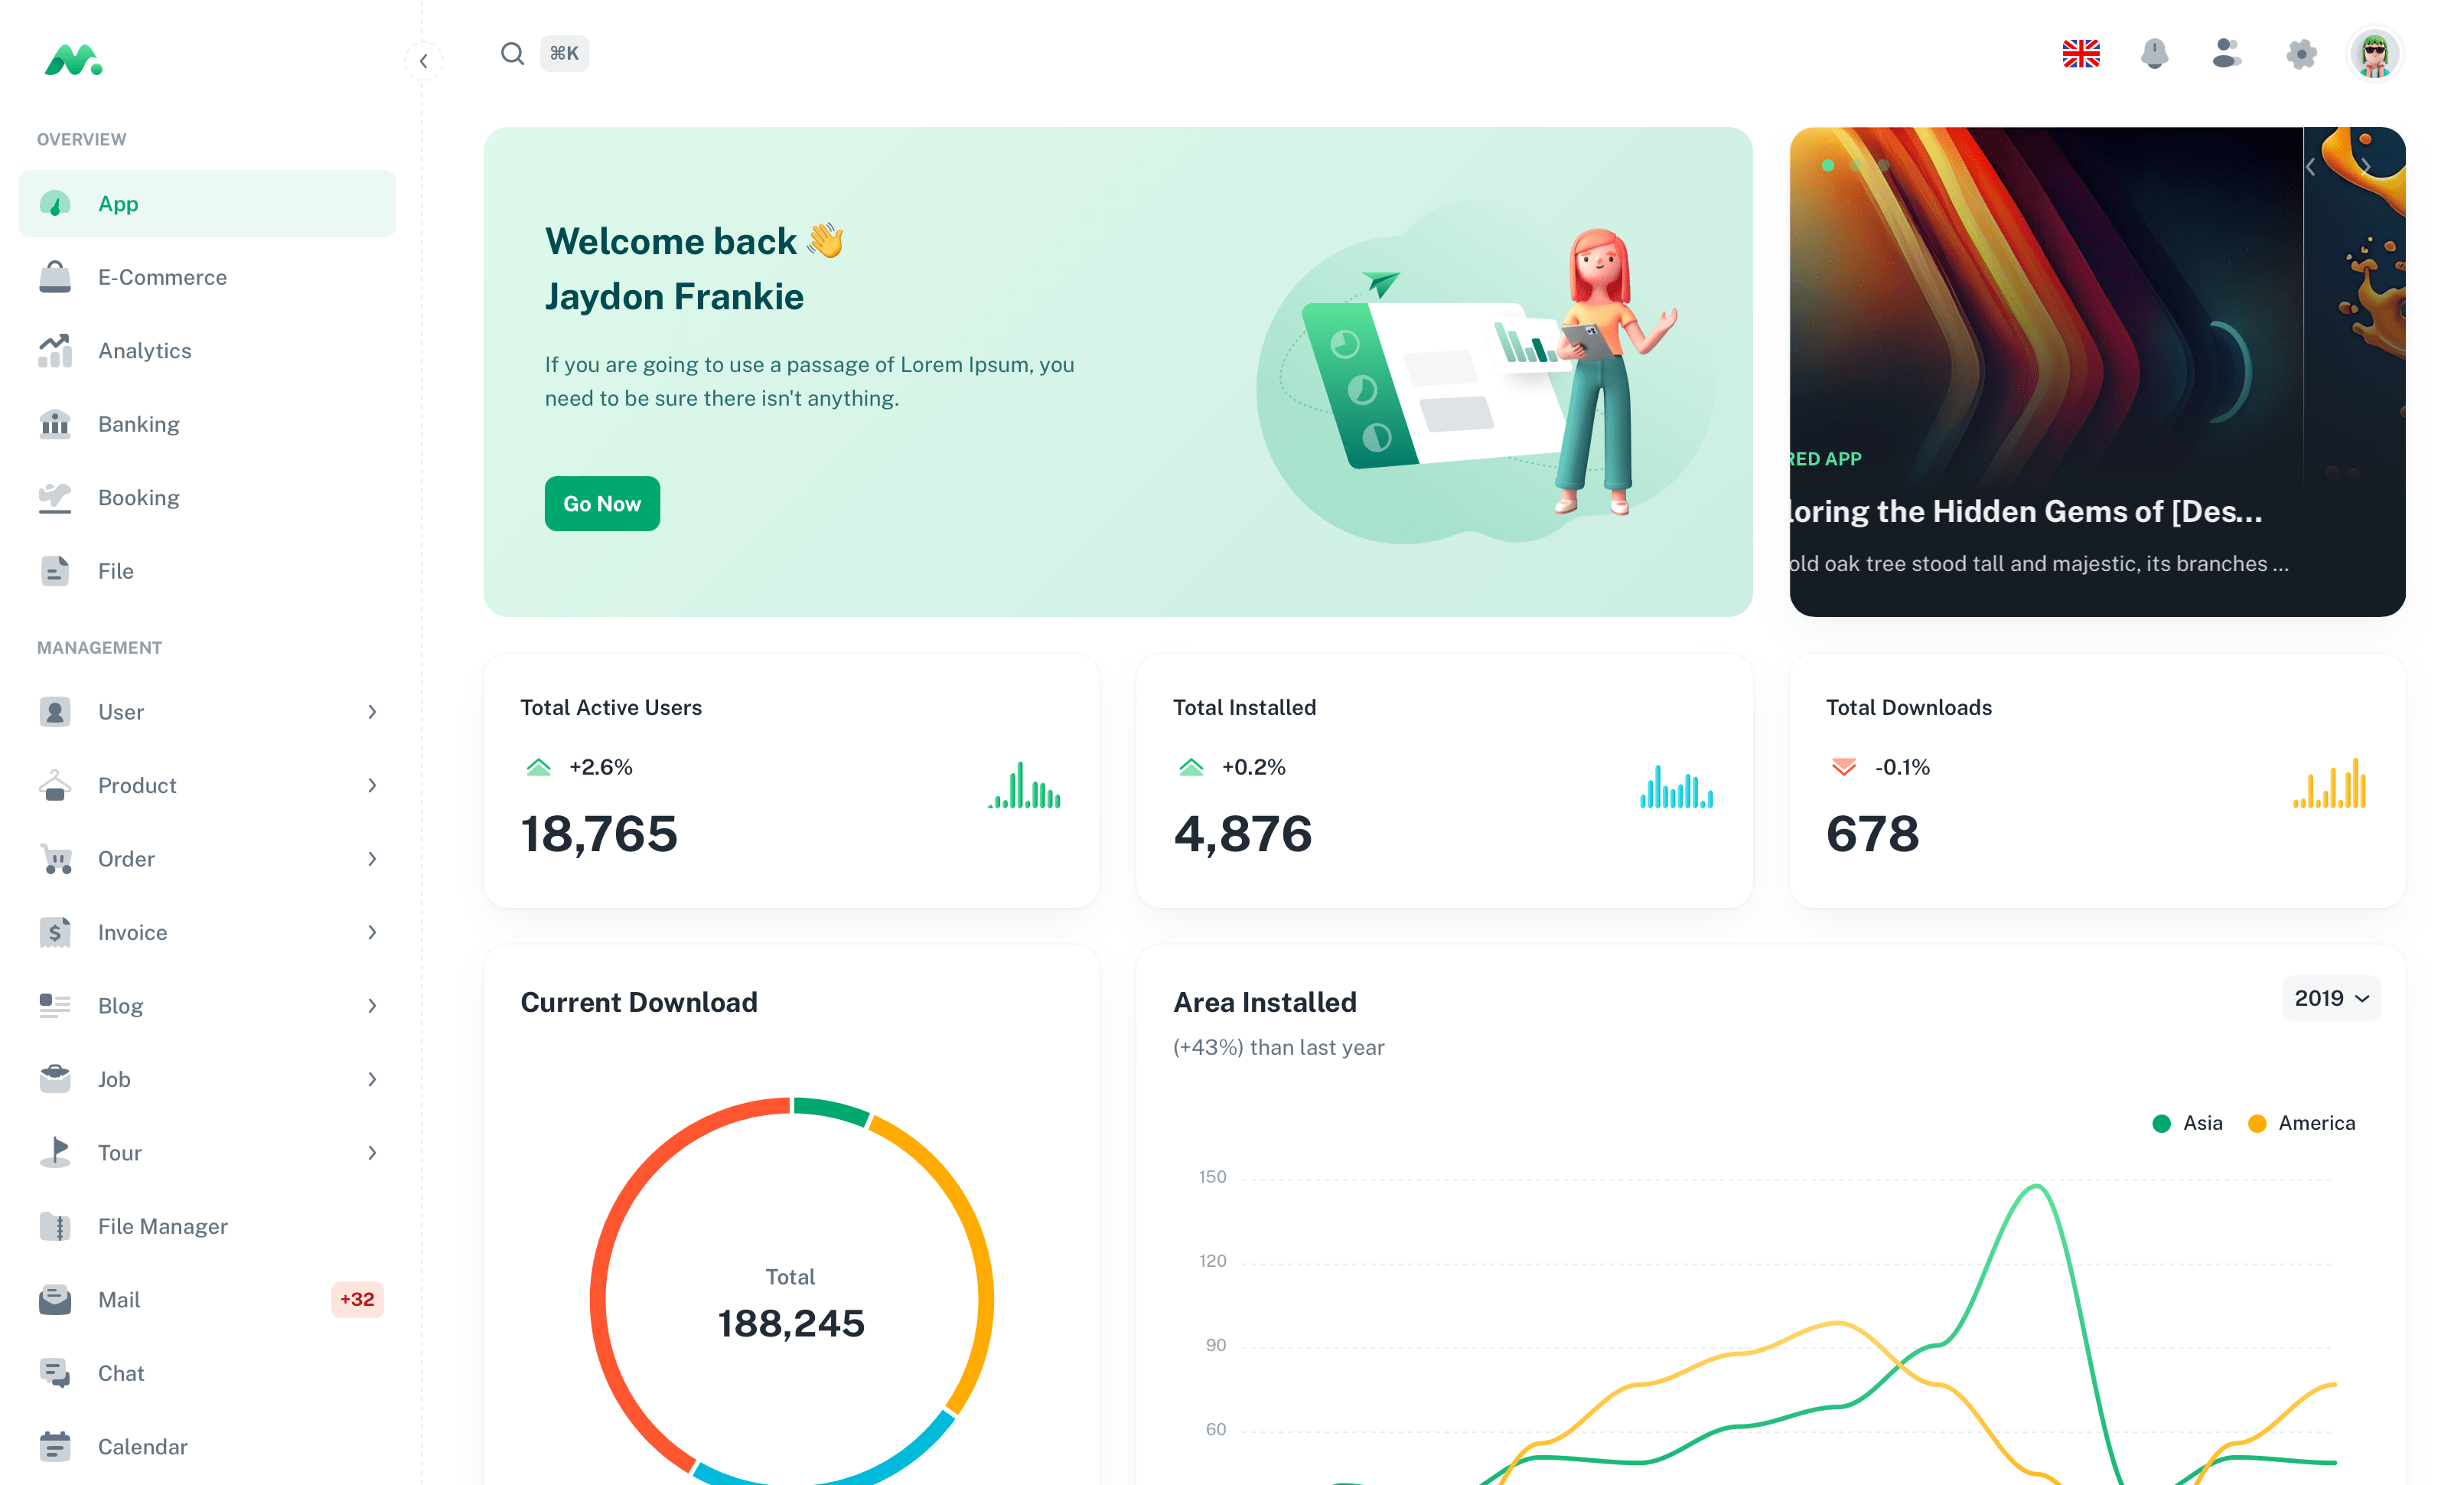 OVERVIEW
App
E-Commerce
Analytics
Banking
Booking
File
MANAGEMENT
User
Product
Order
Invoice
Blog
Job
Tour
File Manager
Mail
+32
Chat
Calendar
⌘K
Welcome back 👋
Jaydon Frankie
If you are going to use a passage of Lorem Ipsum, you
need to be sure there isn't anything.
Go Now
RED APP
loring the Hidden Gems of [Des...
old oak tree stood tall and majestic, its branches ...
Total Active Users
+2.6%
18,765
Total Installed
+0.2%
4,876
Total Downloads
-0.1%
678
Current Download
Total
188,245
Area Installed
(+43%) than last year
2019
Asia
America
150
120
90
60